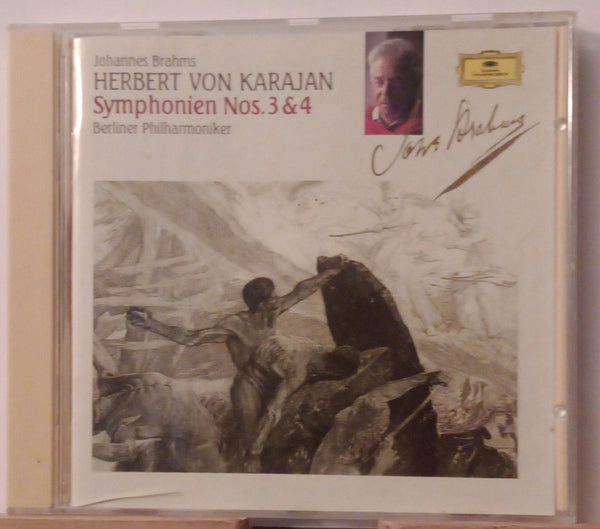 Johannes Brahms
HERBERT VON KARAJAN
Symphonien Nos. 3 & 4
Berliner Philharmoniker